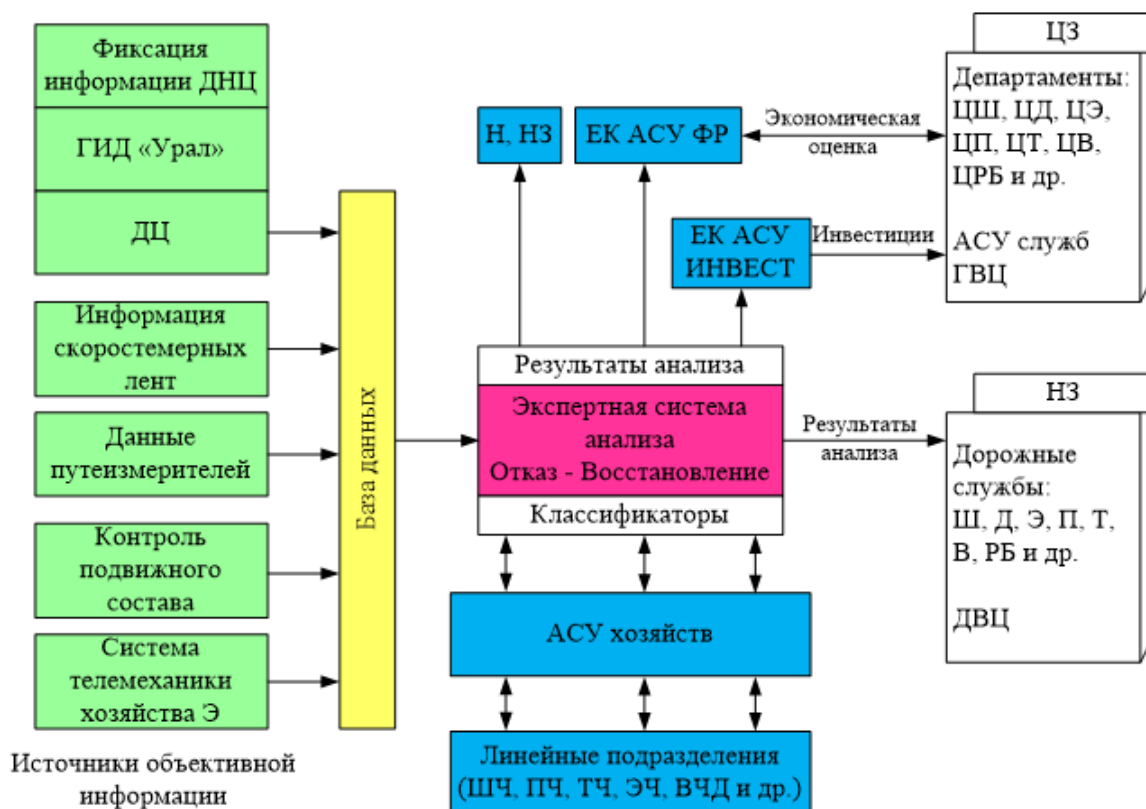 Фиксация
информации ДНЦ
ГИД «Урал»
ДЦ
Информация
скоростемерных
лент
Данные
путеизмерителей
Контроль
подвижного
состава
Система
телемеханики
хозяйства Э
Источники объективной
информации
База данных
Н, НЗ
ЕК АСУ ФР
Экономическая
оценка
ЕК АСУ
ИНВЕСТ
Инвестиции
Результаты анализа
Экспертная система
анализа
Отказ - Восстановление
Классификаторы
Результаты
анализа
АСУ хозяйств
Линейные подразделения
(ШЧ, ПЧ, ТЧ, ЭЧ, ВЧД и др.)
ЦЗ
Департаменты:
ЦШ, ЦД, ЦЭ,
ЦП, ЦТ, ЦВ,
ЦРБ и др.
АСУ служб
ГВЦ
НЗ
Дорожные
службы:
Ш, Д, Э, П, Т,
В, РБ и др.
ДВЦ